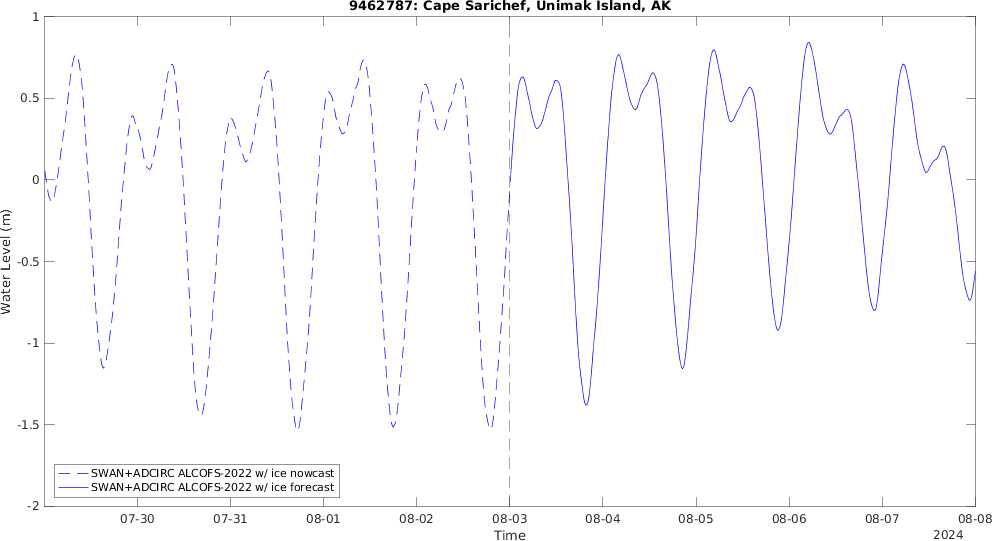 9462787: Cape Sarichef, Unimak Island, AK
1
0.5
0
-0.5
-1
-1.5
-2
Water Level (m)
SWAN+ADCIRC ALCOFS-2022 w/ ice nowcast
SWAN+ADCIRC ALCOFS-2022 w/ ice forecast
07-30 07-31 08-01 08-02 08-03 08-04 08-05 08-06 08-07 08-08
Time
2024